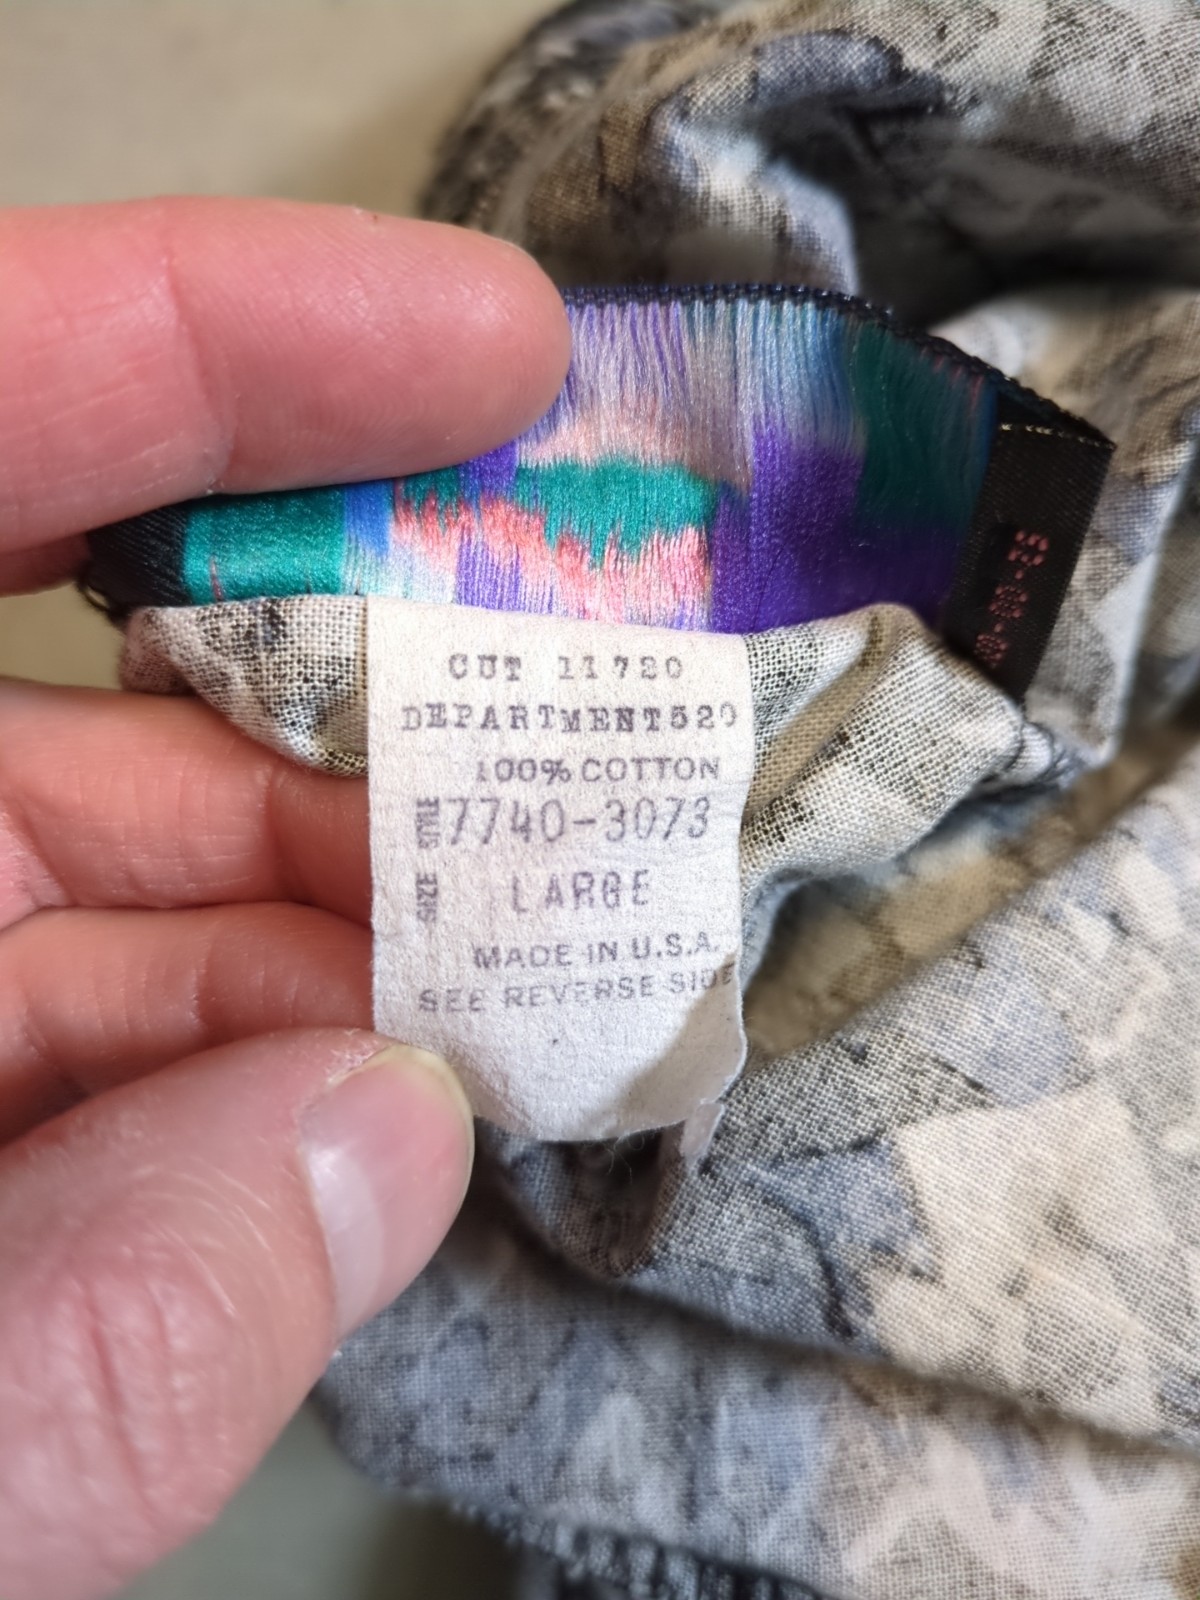 CUT 11720
DEPARTMENT520
100% COTTON
STYLE 7740-3073
SIZE LARGE
MADE IN U.S.A.
SEE REVERSE SIDE